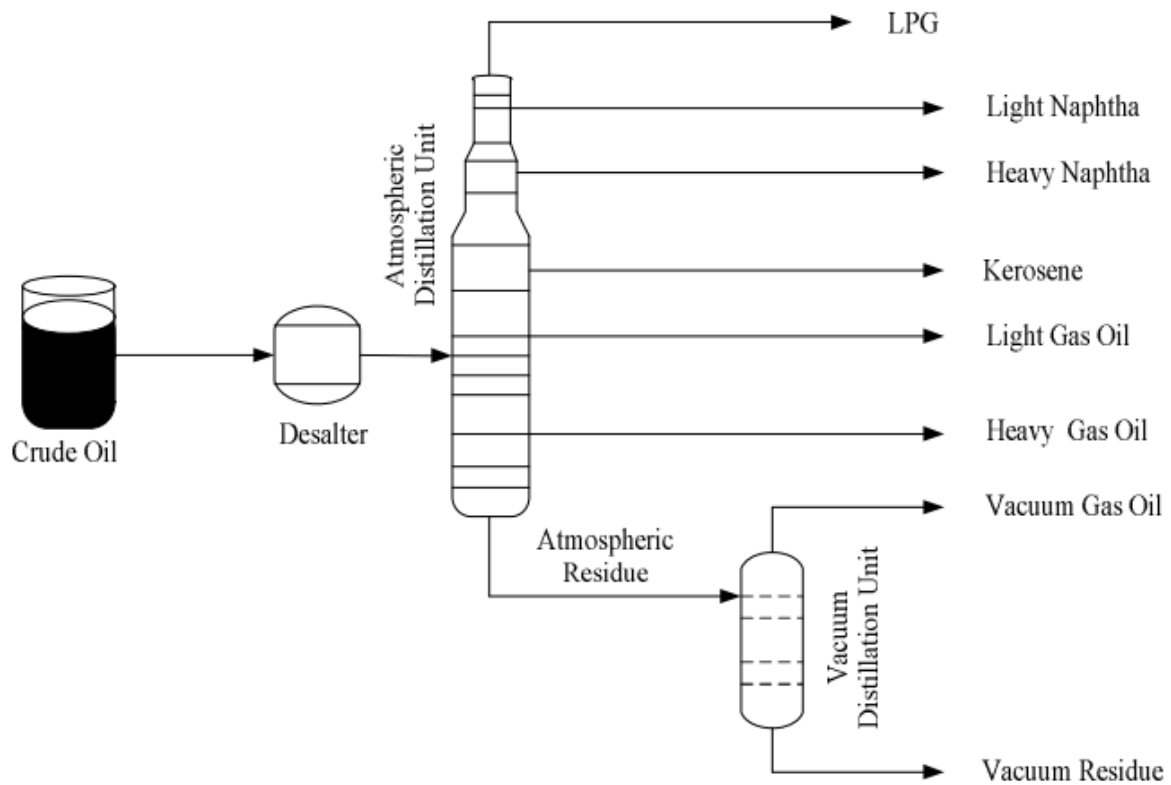 LPG
Light Naphtha
Heavy Naphtha
Atmospheric
Distillation Unit
Kerosene
Light Gas Oil
Crude Oil
Desalter
Heavy Gas Oil
Vacuum Gas Oil
Atmospheric
Residue
Vacuum
Distillation Unit
Vacuum Residue